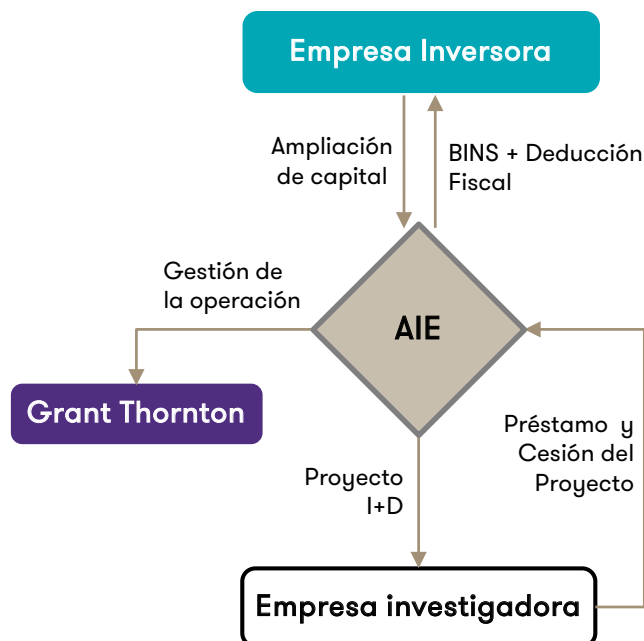 Empresa Inversora
Ampliación
de capital
BINS + Deducción
Fiscal
Gestión de
la operación
AIE
Grant Thornton
Préstamo y
Cesión del
Proyecto
Proyecto
I+D
Empresa investigadora